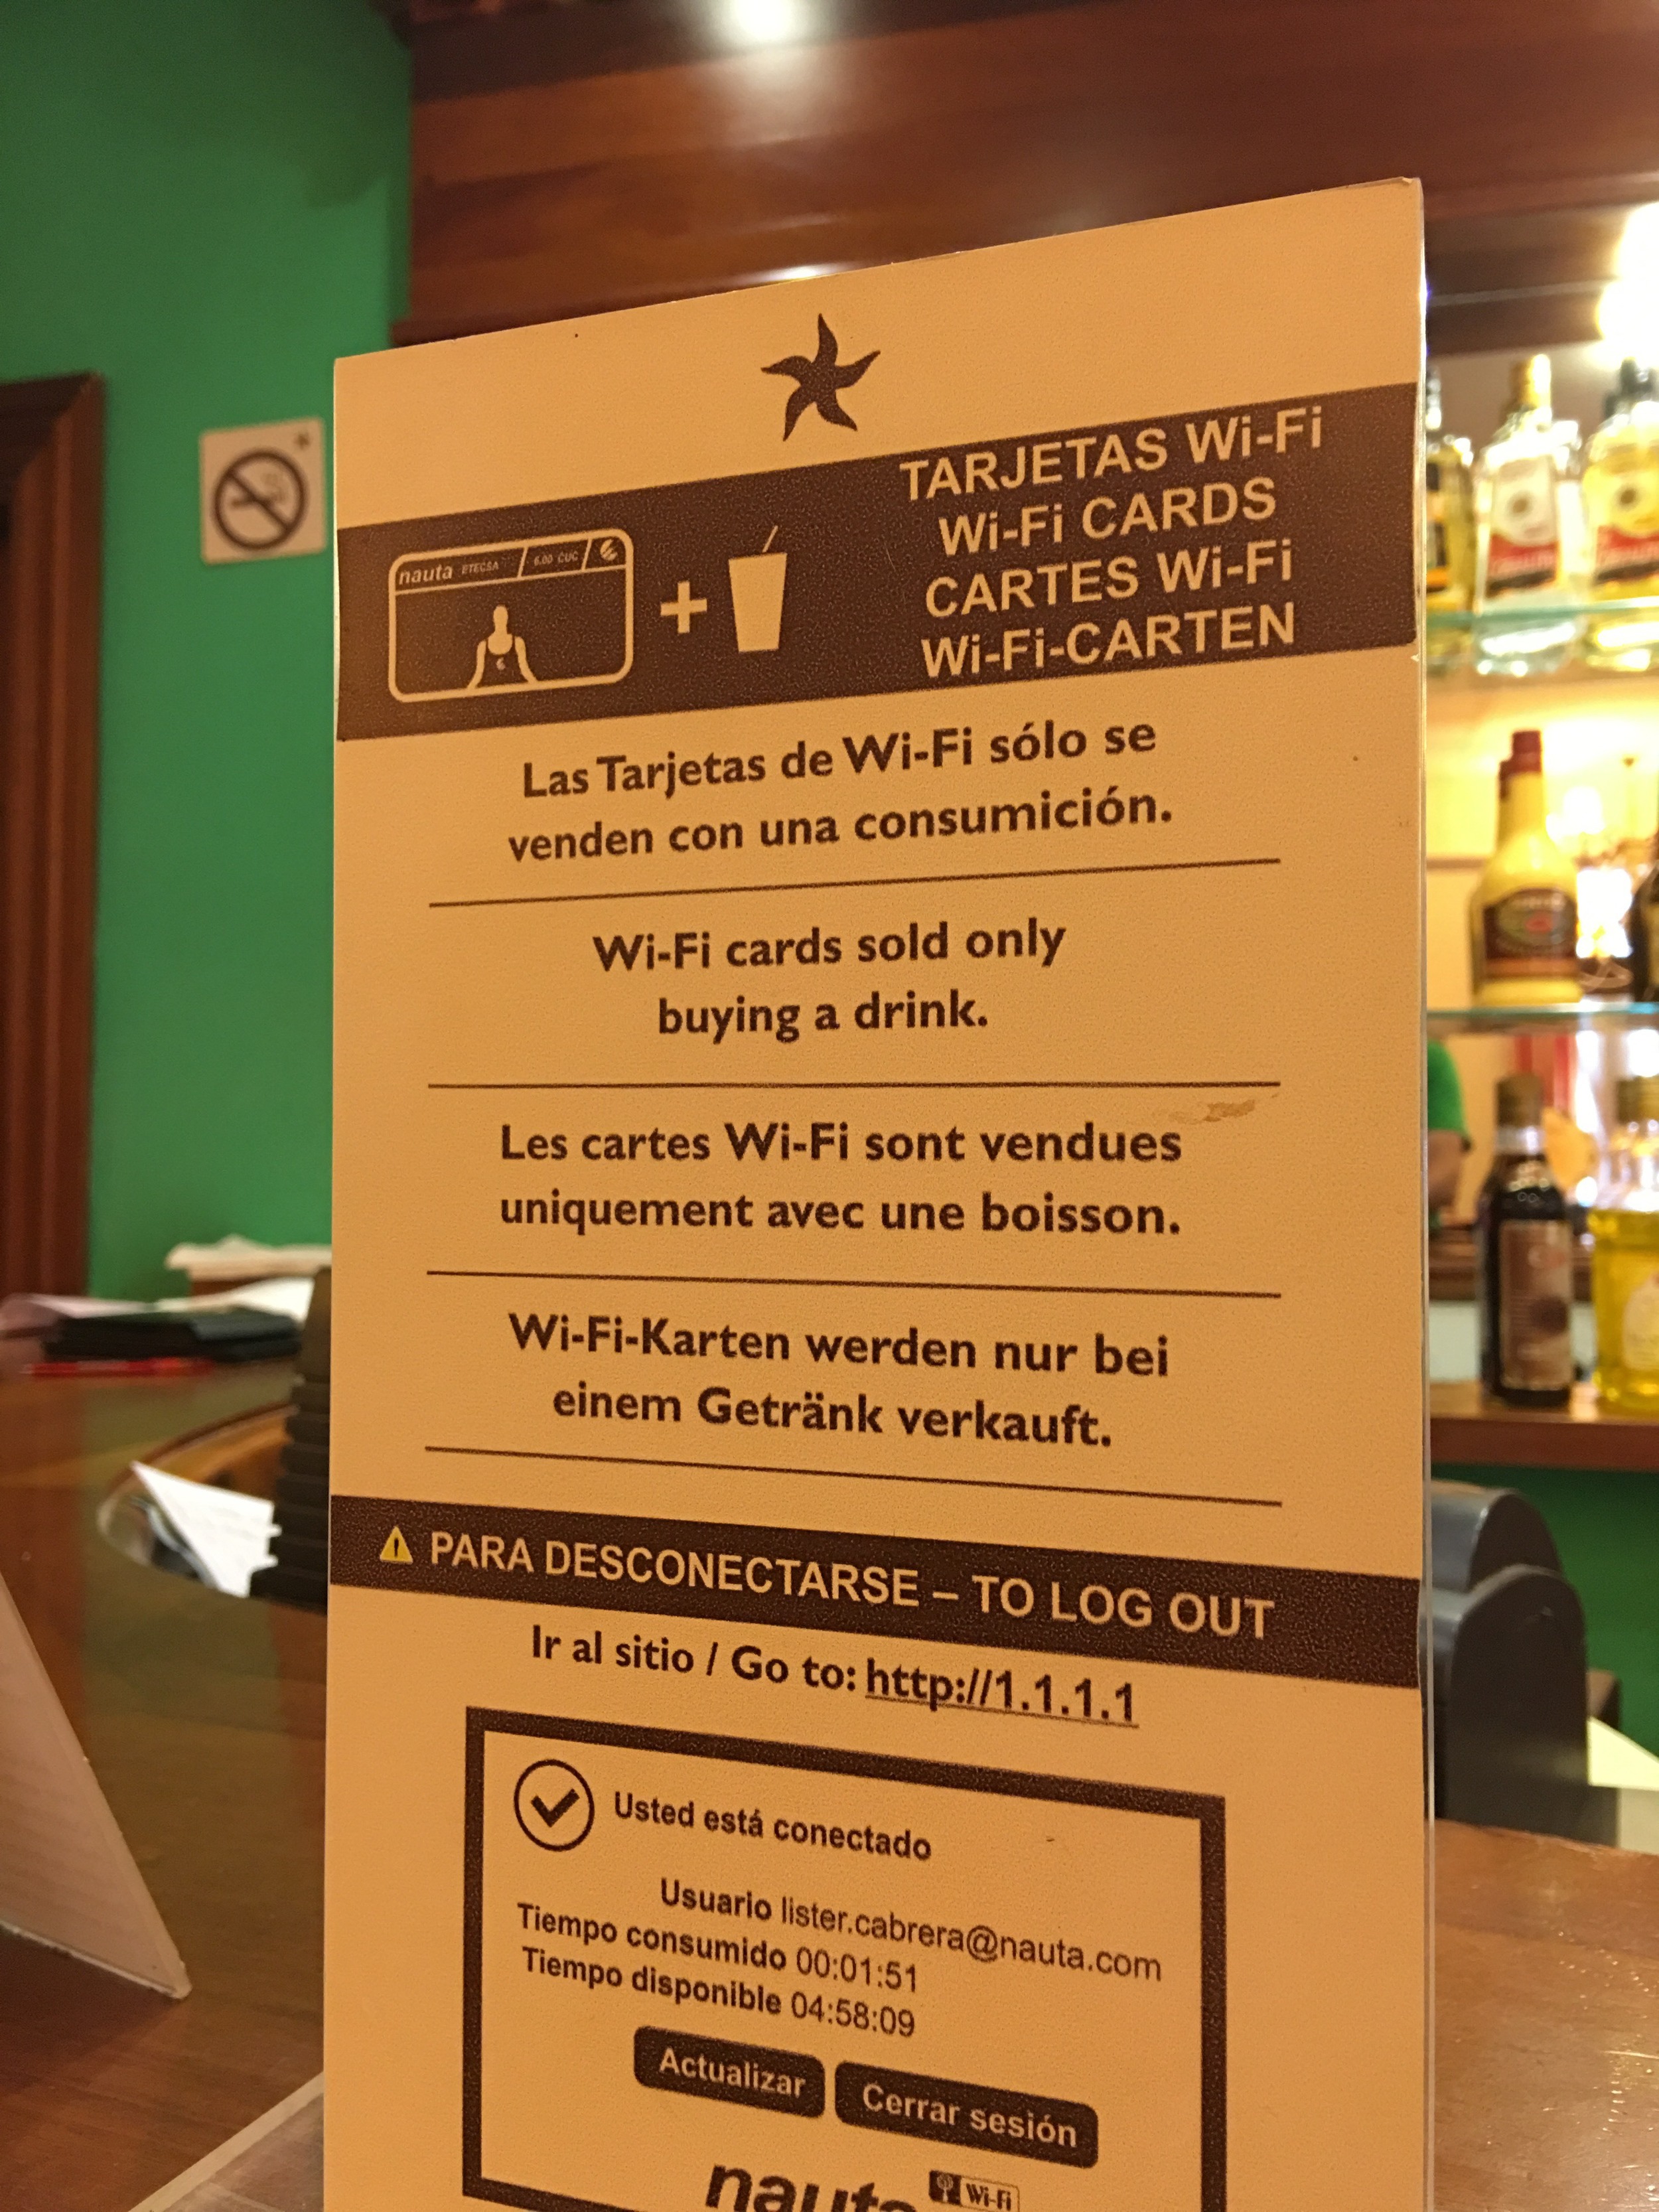 nauta ETECSA 6.00 CUC
TARJETAS Wi-Fi
Wi-Fi CARDS
CARTES Wi-Fi
Wi-Fi-CARTEN
Las Tarjetas de Wi-Fi sólo se
venden con una consumición.
Wi-Fi cards sold only
buying a drink.
Les cartes Wi-Fi sont vendues
uniquement avec une boisson.
Wi-Fi-Karten werden nur bei
einem Getränk verkauft.
PARA DESCONECTARSE – TO LOG OUT
Ir al sitio / Go to: http://1.1.1.1
Usted está conectado
Usuario lister.cabrera@nauta.com
Tiempo consumido 00:01:51
Tiempo disponible 04:58:09
Actualizar Cerrar sesión
nauta Wi-Fi